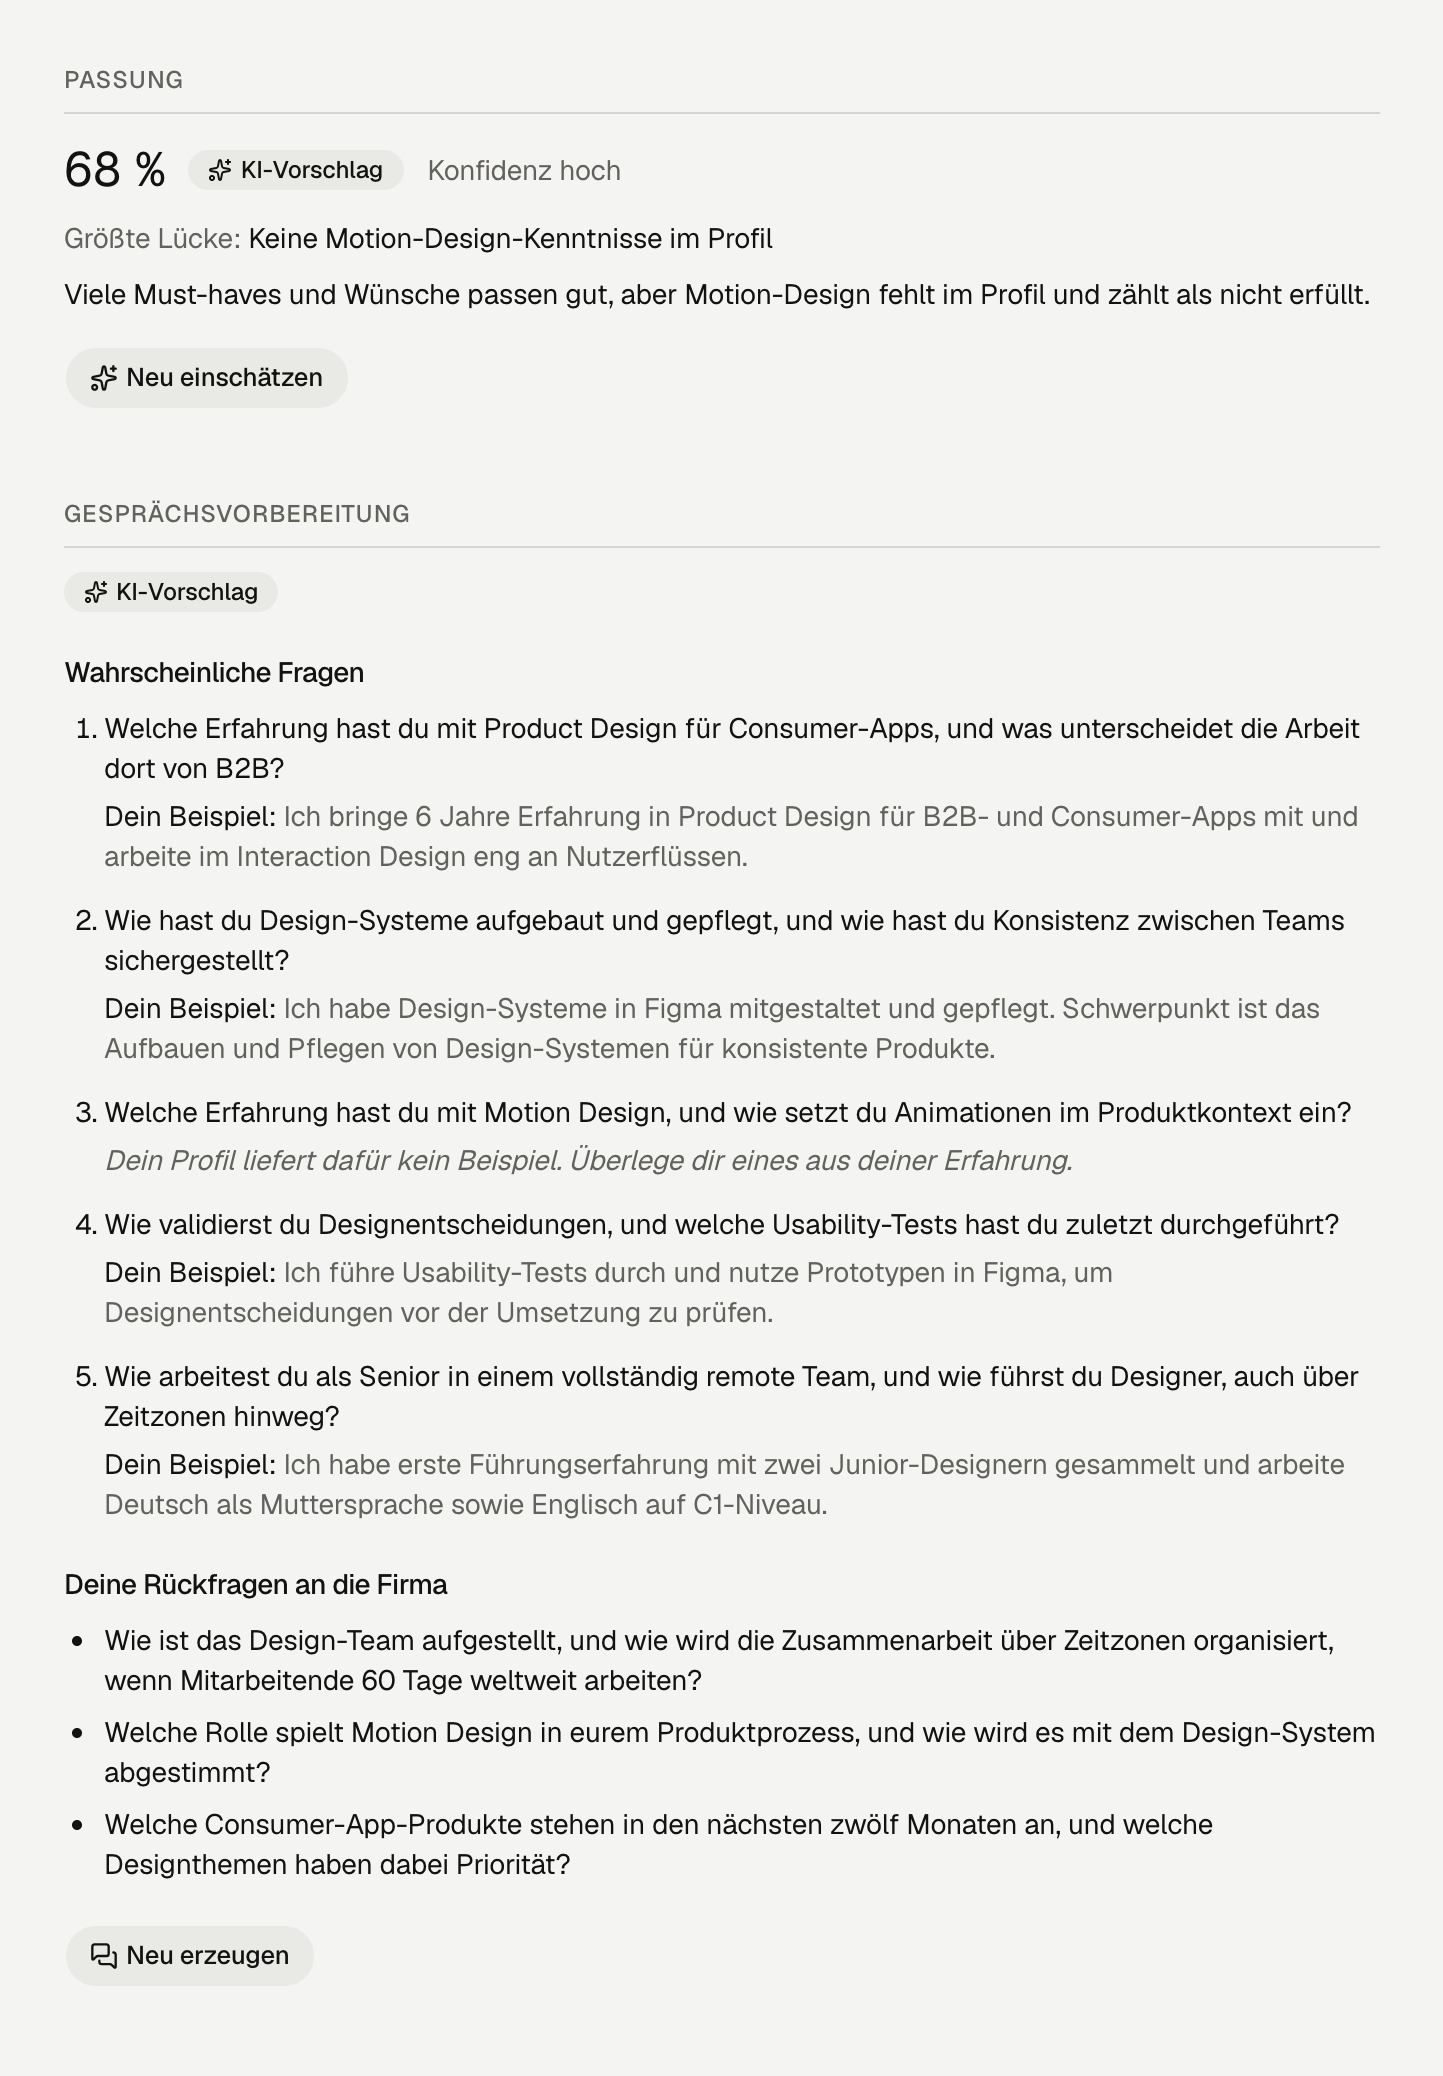 PASSUNG
68 % KI-Vorschlag Konfidenz hoch
Größte Lücke: Keine Motion-Design-Kenntnisse im Profil
Viele Must-haves und Wünsche passen gut, aber Motion-Design fehlt im Profil und zählt als nicht erfüllt.
Neu einschätzen
GESPRÄCHSVORBEREITUNG
KI-Vorschlag
Wahrscheinliche Fragen
1. Welche Erfahrung hast du mit Product Design für Consumer-Apps, und was unterscheidet die Arbeit
dort von B2B?
Dein Beispiel: Ich bringe 6 Jahre Erfahrung in Product Design für B2B- und Consumer-Apps mit und
arbeite im Interaction Design eng an Nutzerflüssen.
2. Wie hast du Design-Systeme aufgebaut und gepflegt, und wie hast du Konsistenz zwischen Teams
sichergestellt?
Dein Beispiel: Ich habe Design-Systeme in Figma mitgestaltet und gepflegt. Schwerpunkt ist das
Aufbauen und Pflegen von Design-Systemen für konsistente Produkte.
3. Welche Erfahrung hast du mit Motion Design, und wie setzt du Animationen im Produktkontext ein?
Dein Profil liefert dafür kein Beispiel. Überlege dir eines aus deiner Erfahrung.
4. Wie validierst du Designentscheidungen, und welche Usability-Tests hast du zuletzt durchgeführt?
Dein Beispiel: Ich führe Usability-Tests durch und nutze Prototypen in Figma, um
Designentscheidungen vor der Umsetzung zu prüfen.
5. Wie arbeitest du als Senior in einem vollständig remote Team, und wie führst du Designer, auch über
Zeitzonen hinweg?
Dein Beispiel: Ich habe erste Führungserfahrung mit zwei Junior-Designern gesammelt und arbeite
Deutsch als Muttersprache sowie Englisch auf C1-Niveau.
Deine Rückfragen an die Firma
• Wie ist das Design-Team aufgestellt, und wie wird die Zusammenarbeit über Zeitzonen organisiert,
wenn Mitarbeitende 60 Tage weltweit arbeiten?
• Welche Rolle spielt Motion Design in eurem Produktprozess, und wie wird es mit dem Design-System
abgestimmt?
• Welche Consumer-App-Produkte stehen in den nächsten zwölf Monaten an, und welche
Designthemen haben dabei Priorität?
Neu erzeugen